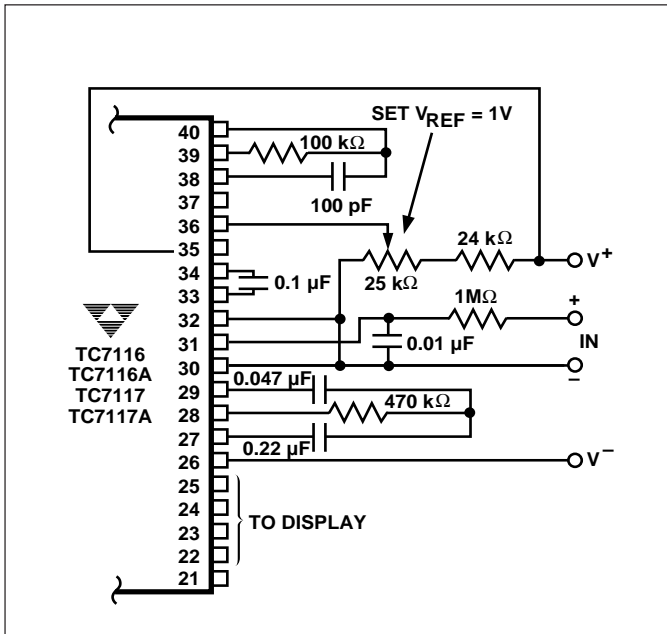 SET VREF = 1V
40
39
100 kΩ
38
37
100 pF
36
35
24 kΩ
V+
34
0.1 µF
25 kΩ
33
1MΩ
+
32
IN
31
0.01 µF
30
–
TC7116
TC7116A
TC7117
TC7117A
29
0.047 µF
28
470 kΩ
27
0.22 µF
26
V–
25
24
TO DISPLAY
23
22
21